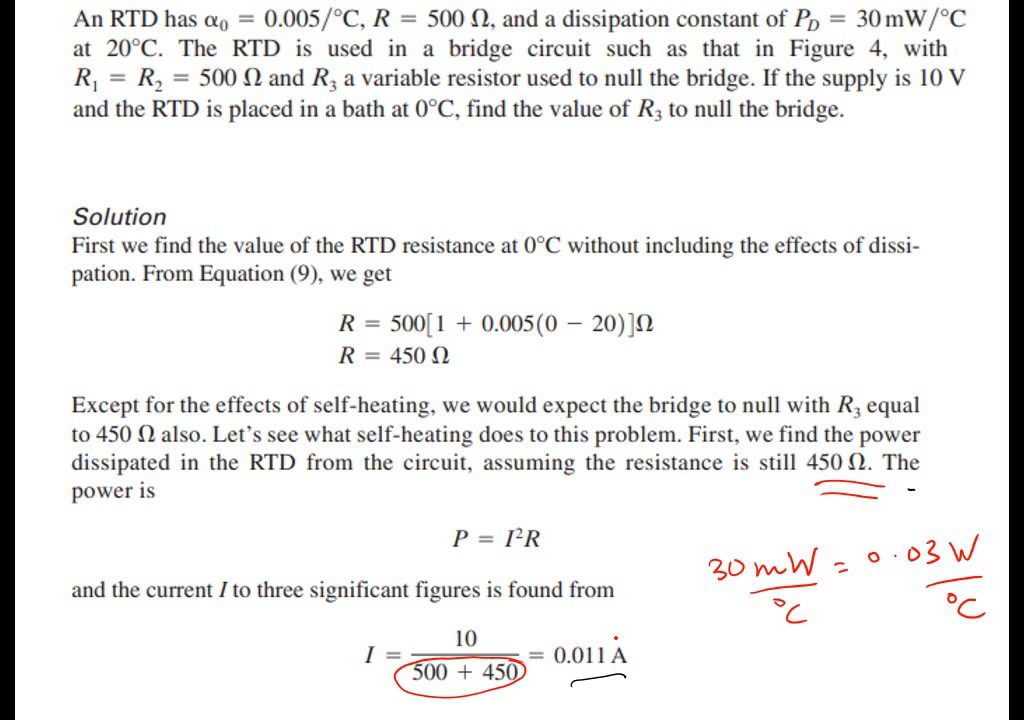 An RTD has α₀ = 0.005/°C, R = 500 Ω, and a dissipation constant of P_D = 30 mW/°C
at 20°C. The RTD is used in a bridge circuit such as that in Figure 4, with
R₁ = R₂ = 500 Ω and R₃ a variable resistor used to null the bridge. If the supply is 10 V
and the RTD is placed in a bath at 0°C, find the value of R₃ to null the bridge.
Solution
First we find the value of the RTD resistance at 0°C without including the effects of dissi-
pation. From Equation (9), we get
R = 500[1 + 0.005(0 − 20)]Ω
R = 450 Ω
Except for the effects of self-heating, we would expect the bridge to null with R₃ equal
to 450 Ω also. Let's see what self-heating does to this problem. First, we find the power
dissipated in the RTD from the circuit, assuming the resistance is still 450 Ω. The
power is
P = I²R
30 mW/°C = 0.03 W/°C
and the current I to three significant figures is found from
I = 10 / (500 + 450) = 0.011 A